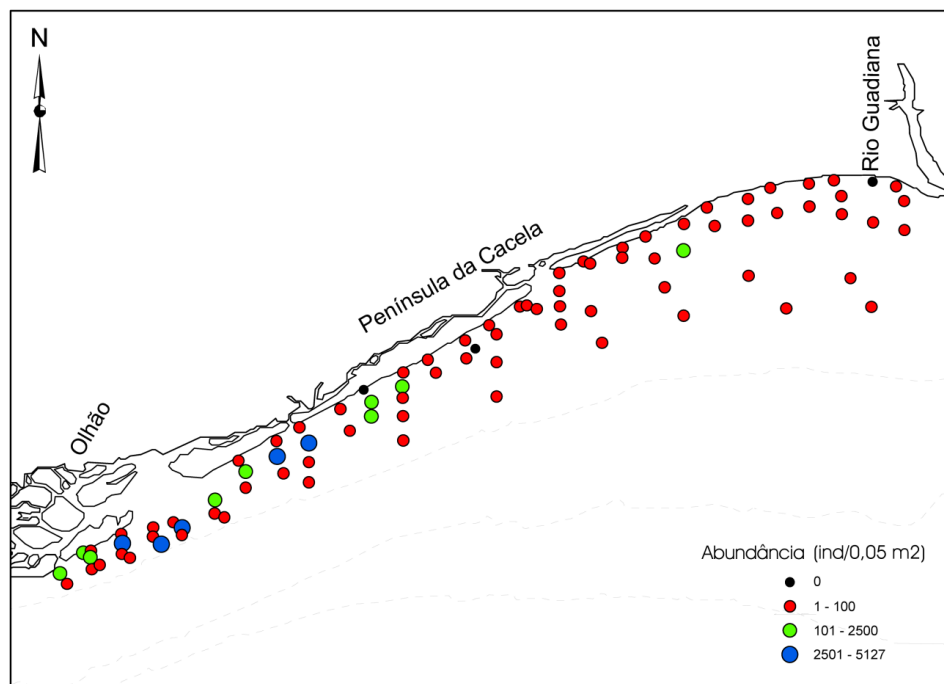 N
Rio Guadiana
Península da Cacela
Olhão
Abundância (ind/0,05 m2)
0
1 - 100
101 - 2500
2501 - 5127